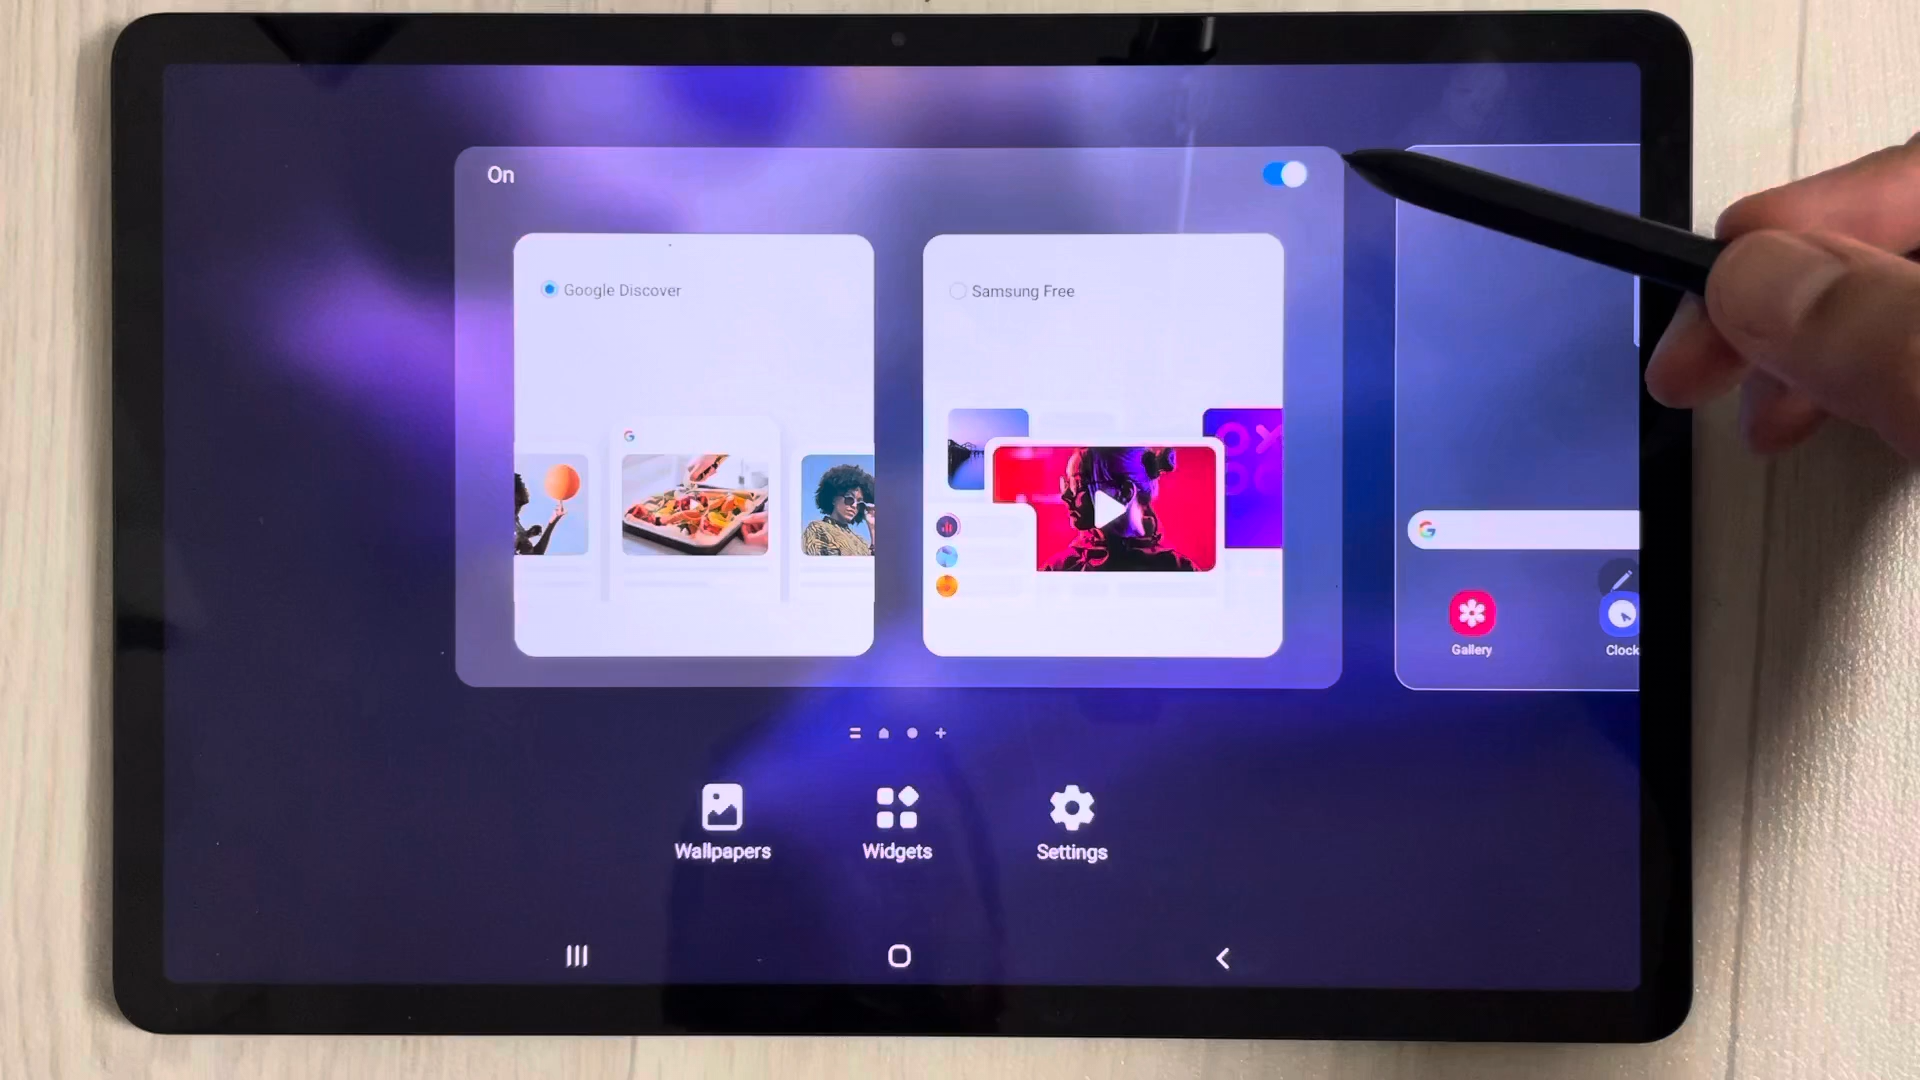 On
Google Discover
Samsung Free
G
G
Gallery
Clock
Wallpapers
Widgets
Settings